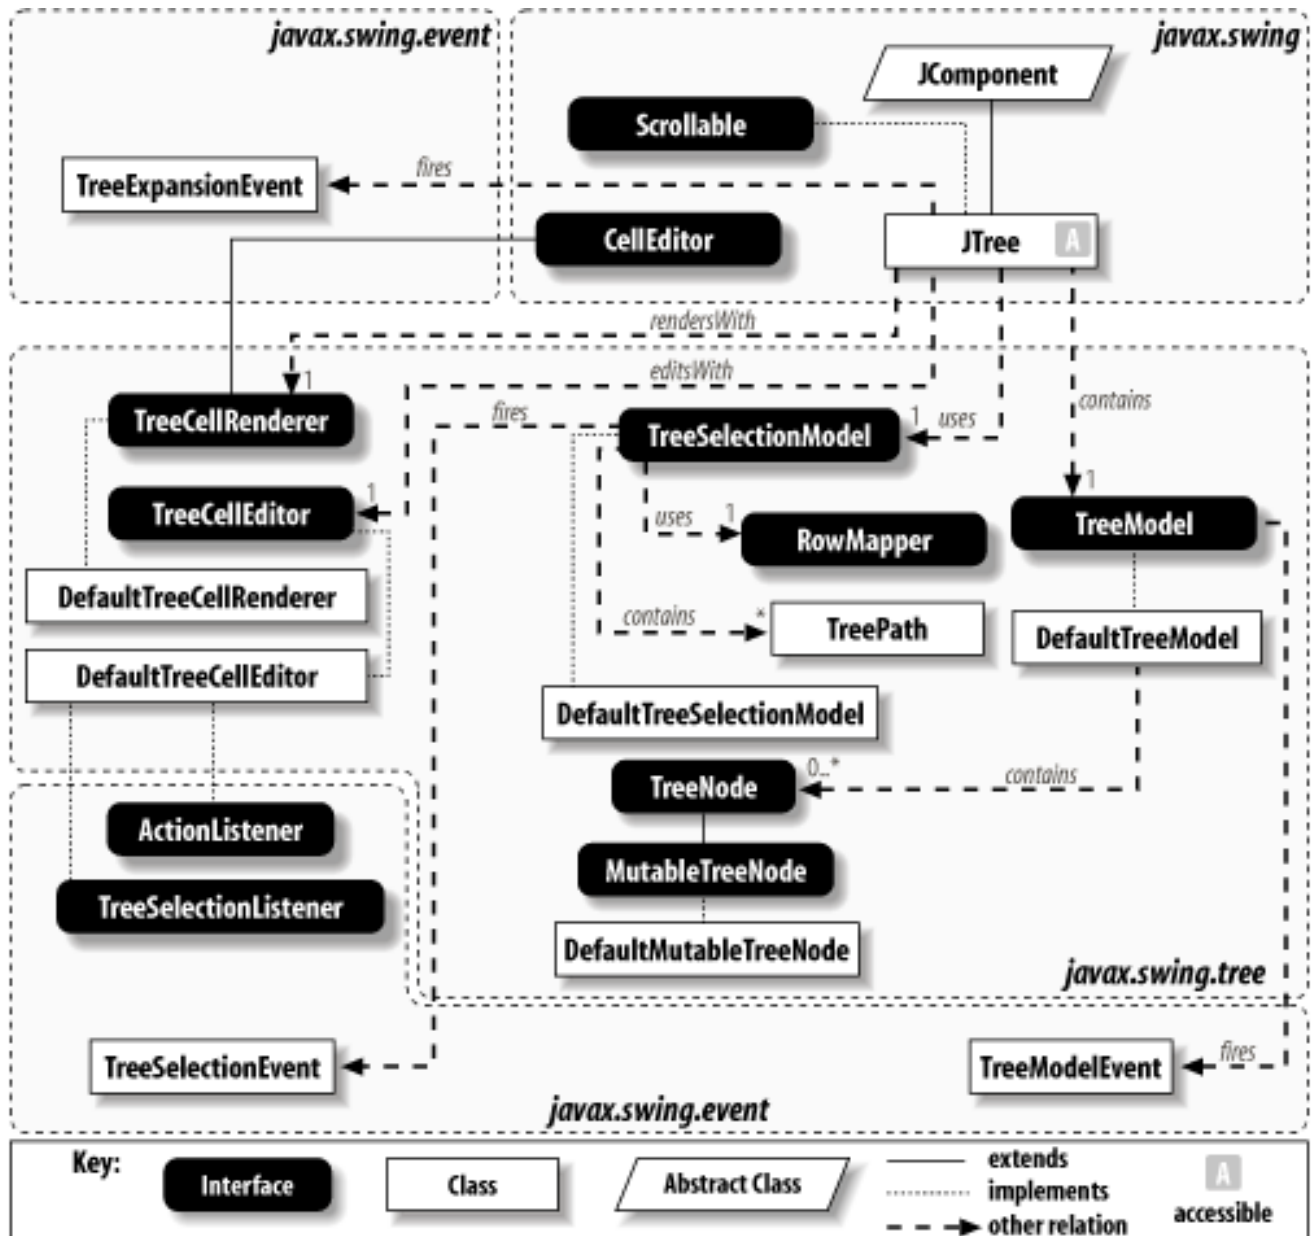 javax.swing.event
javax.swing
JComponent
Scrollable
fires
TreeExpansionEvent
CellEditor
JTree
A
rendersWith
editsWith
1
TreeCellRenderer
fires
TreeSelectionModel
1
uses
contains
1
TreeCellEditor
1
uses
1
RowMapper
TreeModel
DefaultTreeCellRenderer
contains
*
TreePath
DefaultTreeModel
DefaultTreeCellEditor
DefaultTreeSelectionModel
TreeNode
0..*
contains
ActionListener
MutableTreeNode
TreeSelectionListener
DefaultMutableTreeNode
javax.swing.tree
TreeSelectionEvent
TreeModelEvent
fires
javax.swing.event
Key:
Interface
Class
Abstract Class
extends
implements
other relation
A
accessible